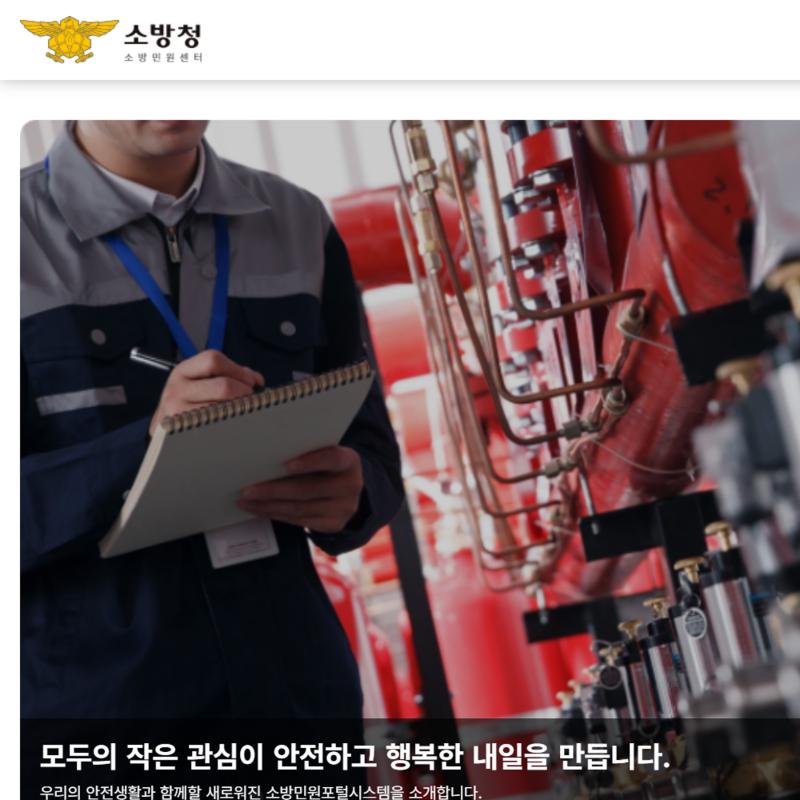 소방청
소방민원센터
모두의 작은 관심이 안전하고 행복한 내일을 만듭니다.
우리의 안전생활과 함께할 새로워진 소방민원포털시스템을 소개합니다.